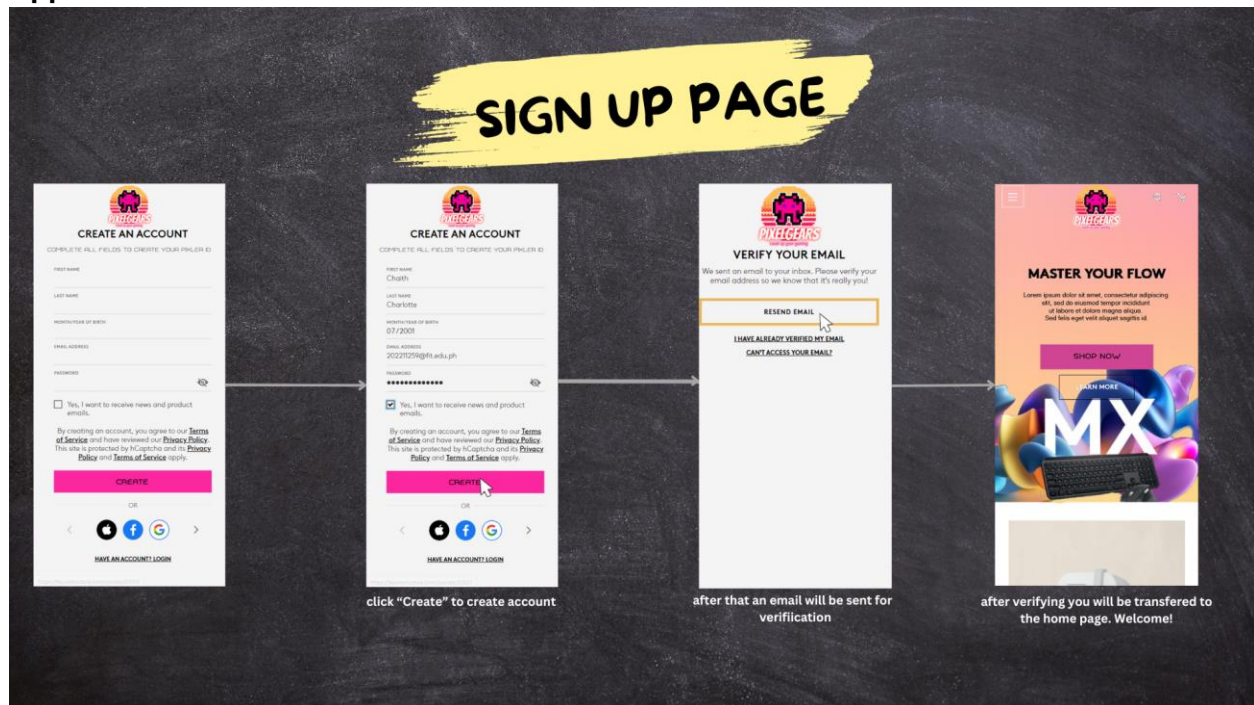 SIGN UP PAGE
PIXELGEARS
CREATE AN ACCOUNT
COMPLETE ALL FIELDS TO CREATE YOUR PIXLER ID
FIRST NAME
LAST NAME
MONTH/YEAR OF BIRTH
EMAIL ADDRESS
PASSWORD
Yes, I want to receive news and product
emails.
By creating an account, you agree to our Terms
of Service and have reviewed our Privacy Policy.
This site is protected by hCaptcha and its Privacy
Policy and Terms of Service apply.
CREATE
OR
HAVE AN ACCOUNT? LOGIN
PIXELGEARS
CREATE AN ACCOUNT
COMPLETE ALL FIELDS TO CREATE YOUR PIXLER ID
FIRST NAME
Chaith
LAST NAME
Charlotte
MONTH/YEAR OF BIRTH
07/2001
EMAIL ADDRESS
202211259@fit.edu.ph
PASSWORD
Yes, I want to receive news and product
emails.
By creating an account, you agree to our Terms
of Service and have reviewed our Privacy Policy.
This site is protected by hCaptcha and its Privacy
Policy and Terms of Service apply.
CREATE
OR
HAVE AN ACCOUNT? LOGIN
click “Create” to create account
PIXELGEARS
VERIFY YOUR EMAIL
We sent an email to your inbox. Please verify your
email address so we know that it's really you!
RESEND EMAIL
I HAVE ALREADY VERIFIED MY EMAIL
CAN'T ACCESS YOUR EMAIL?
after that an email will be sent for
verifiication
PIXELGEARS
MASTER YOUR FLOW
Lorem ipsum dolor sit amet, consectetur adipiscing
elit, sed do eiusmod tempor incididunt
ut labore et dolore magna aliqua.
Sed felis eget velit aliquet sagittis id
SHOP NOW
LEARN MORE
MX
after verifying you will be transfered to
the home page. Welcome!